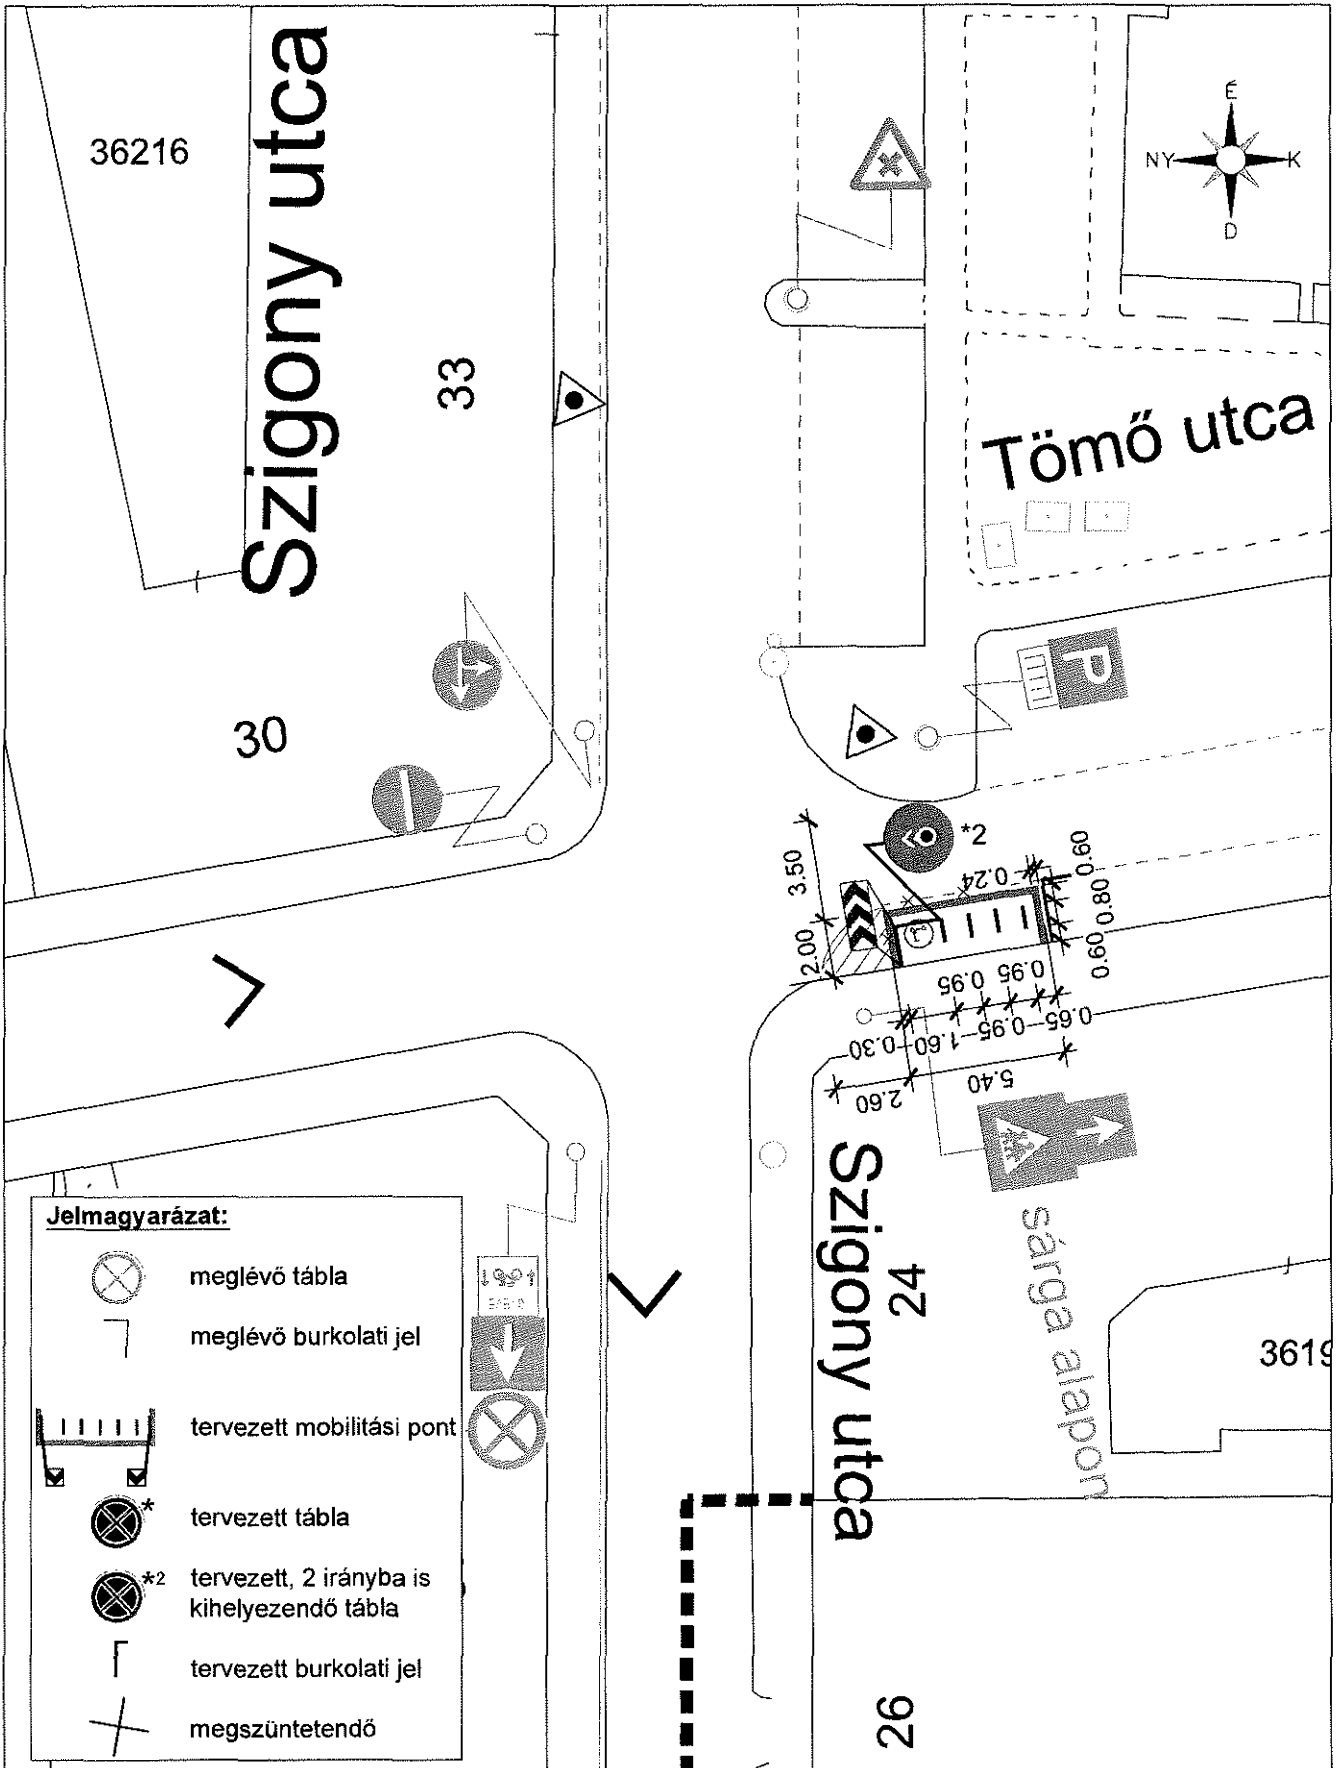 Szigony utca
36216
33
30
É
NY
K
D
Tömő utca
P
*2
3.50
2.00
0.24
0.60
0.80
0.60
0.95
0.95
0.30
1.60
0.95
0.95
0.65
2.60
5.40
Szigony utca
24
26
sárga alapon
3619
Jelmagyarázat:
meglévő tábla
meglévő burkolati jel
tervezett mobilitási pont
*
tervezett tábla
*2
tervezett, 2 irányba is
kihelyezendő tábla
tervezett burkolati jel
megszüntetendő